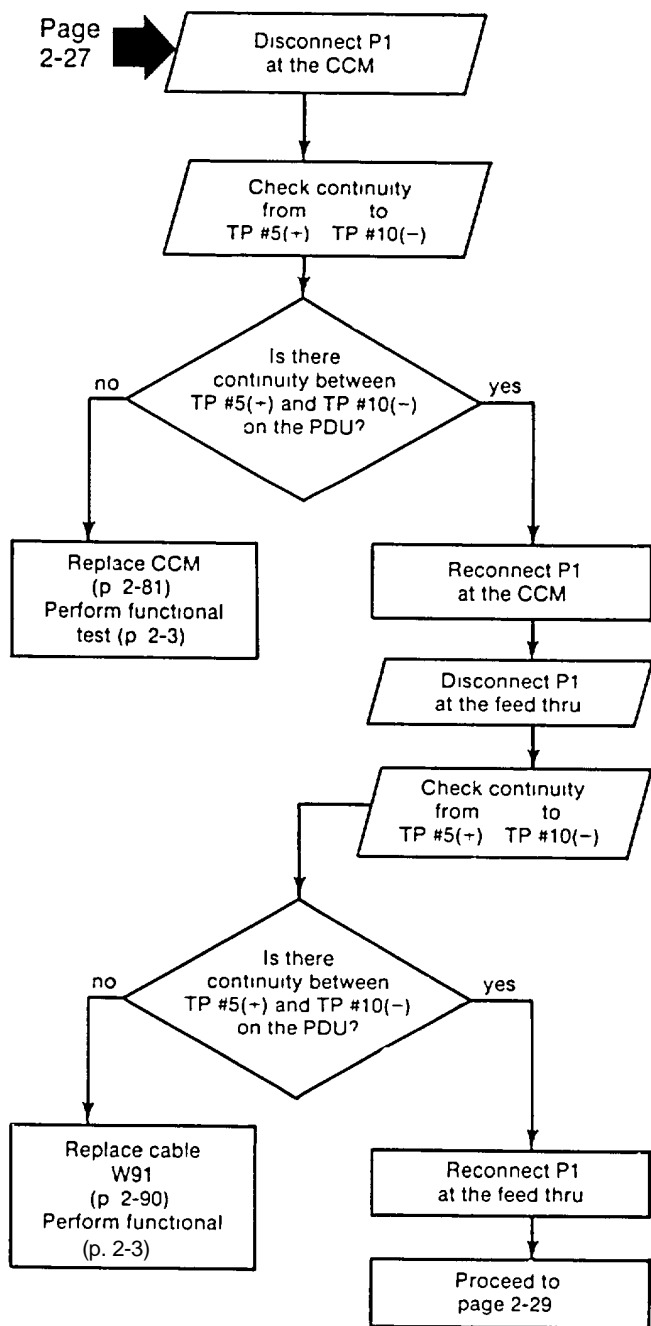 Page
2-27
Disconnect P1
at the CCM
Check continuity
from to
TP #5(+) TP #10(−)
Is there
continuity between
TP #5(+) and TP #10(−)
on the PDU?
no
yes
Replace CCM
(p 2-81)
Perform functional
test (p 2-3)
Reconnect P1
at the CCM
Disconnect P1
at the feed thru
Check continuity
from to
TP #5(+) TP #10(−)
Is there
continuity between
TP #5(+) and TP #10(−)
on the PDU?
no
yes
Replace cable
W91
(p 2-90)
Perform functional
(p. 2-3)
Reconnect P1
at the feed thru
Proceed to
page 2-29